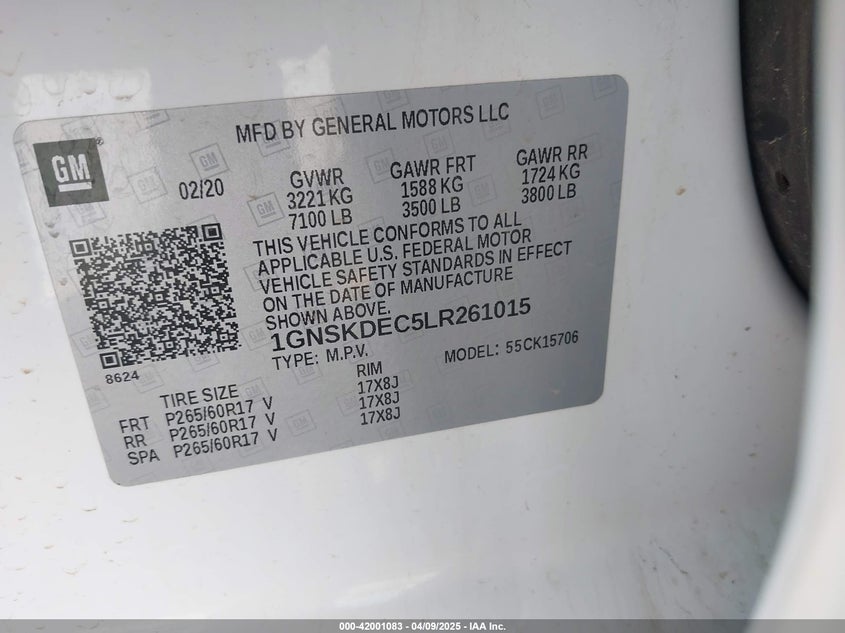 MFD BY GENERAL MOTORS LLC
GM
02/20
GVWR GAWR FRT GAWR RR
3221 KG 1588 KG 1724 KG
7100 LB 3500 LB 3800 LB
THIS VEHICLE CONFORMS TO ALL
APPLICABLE U.S. FEDERAL MOTOR
VEHICLE SAFETY STANDARDS IN EFFECT
ON THE DATE OF MANUFACTURE
SHOWN ABOVE.
1GNSKDEC5LR261015
TYPE: M.P.V. MODEL: 55CK15706
8624
TIRE SIZE RIM
FRT P265/60R17 V 17X8J
RR P265/60R17 V 17X8J
SPA P265/60R17 V 17X8J
000-42001083 - 04/09/2025 - IAA Inc.